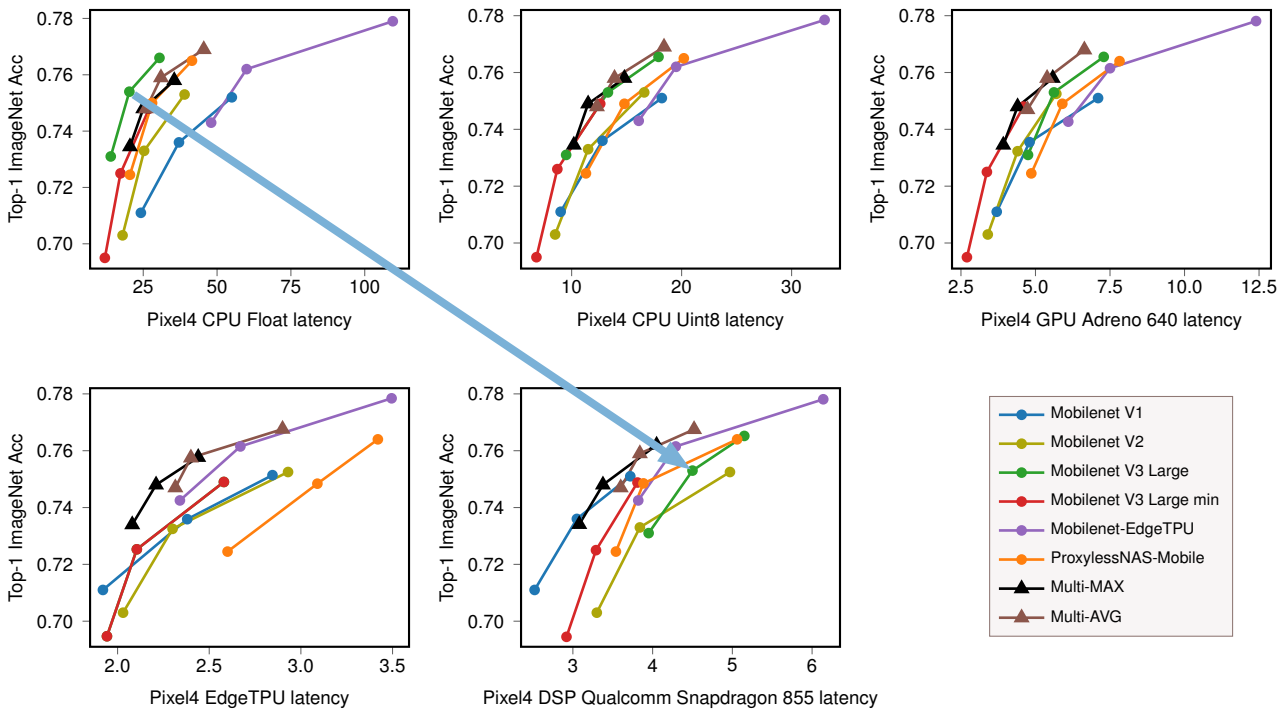 0.78
0.76
0.74
0.72
0.70
Top-1 ImageNet Acc
25
50
75
100
Pixel4 CPU Float latency
0.78
0.76
0.74
0.72
0.70
Top-1 ImageNet Acc
10
20
30
Pixel4 CPU Uint8 latency
0.78
0.76
0.74
0.72
0.70
Top-1 ImageNet Acc
2.5
5.0
7.5
10.0
12.5
Pixel4 GPU Adreno 640 latency
0.78
0.76
0.74
0.72
0.70
Top-1 ImageNet Acc
2.0
2.5
3.0
3.5
Pixel4 EdgeTPU latency
0.78
0.76
0.74
0.72
0.70
Top-1 ImageNet Acc
3
4
5
6
Pixel4 DSP Qualcomm Snapdragon 855 latency
Mobilenet V1
Mobilenet V2
Mobilenet V3 Large
Mobilenet V3 Large min
Mobilenet-EdgeTPU
ProxylessNAS-Mobile
Multi-MAX
Multi-AVG